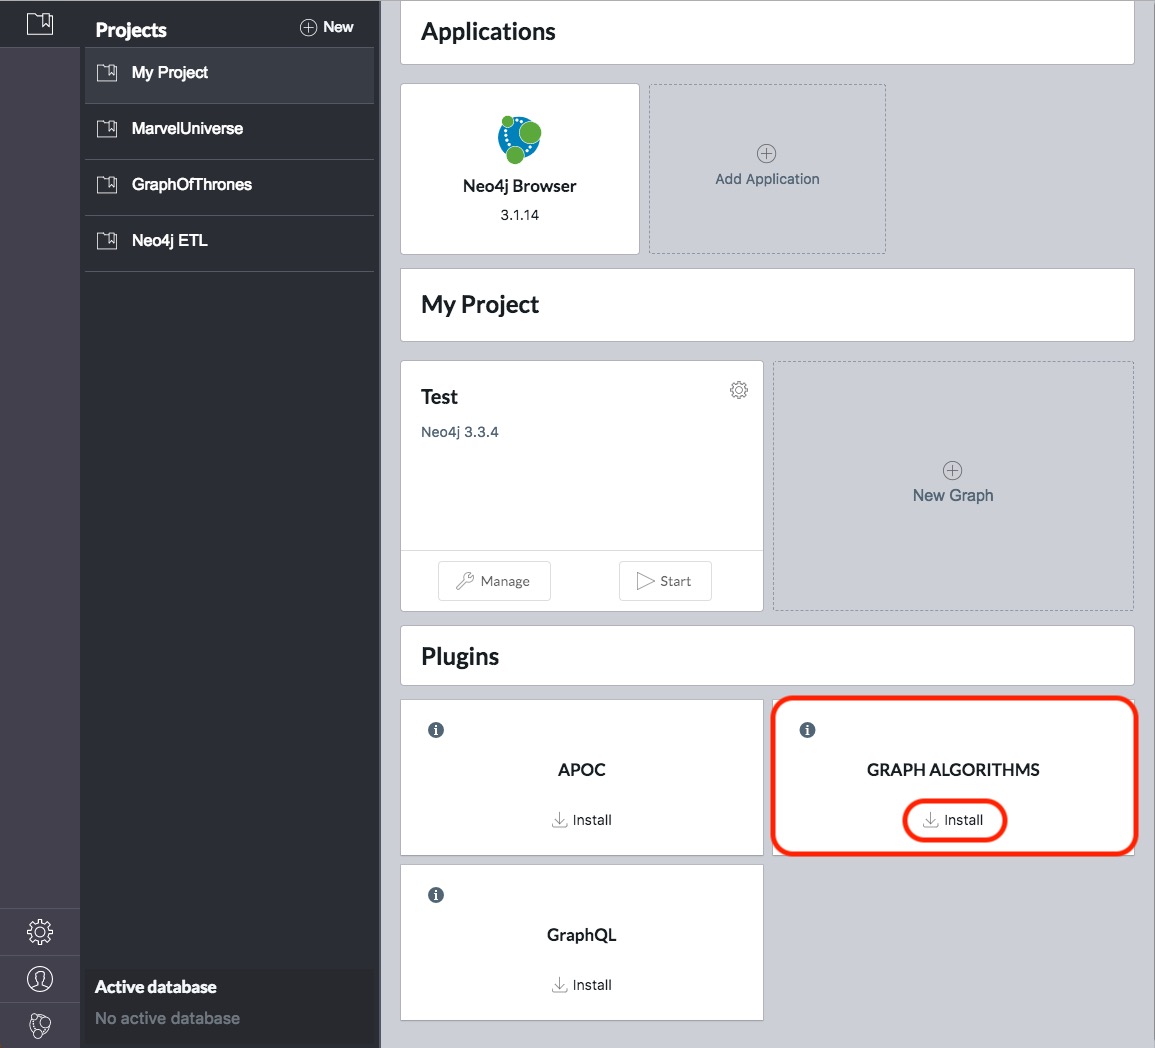 Projects
New
My Project
MarvelUniverse
GraphOfThrones
Neo4j ETL
Active database
No active database
Applications
Neo4j Browser
3.1.14
Add Application
My Project
Test
Neo4j 3.3.4
Manage
Start
New Graph
Plugins
APOC
Install
GRAPH ALGORITHMS
Install
GraphQL
Install